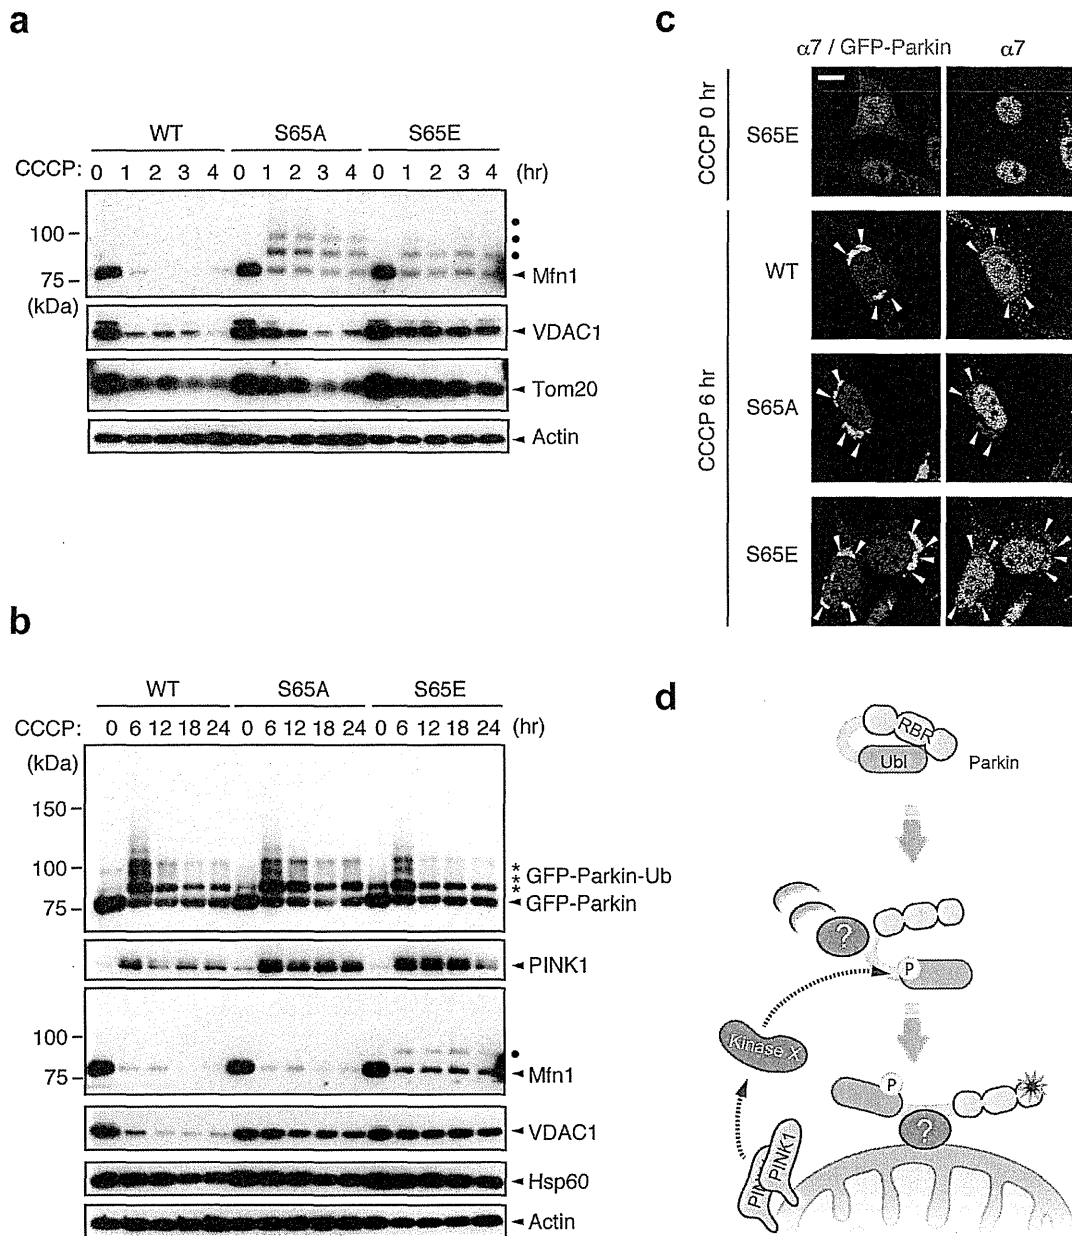 a
WT S65A S65E
CCCP: 0 1 2 3 4 0 1 2 3 4 0 1 2 3 4 (hr)
100
75
(kDa)
Mfn1
VDAC1
Tom20
Actin
b
WT S65A S65E
CCCP: 0 6 12 18 24 0 6 12 18 24 0 6 12 18 24 (hr)
(kDa)
150
100
75
* * *
GFP-Parkin-Ub
GFP-Parkin
PINK1
100
75
Mfn1
VDAC1
Hsp60
Actin
c
α7 / GFP-Parkin α7
CCCP 0 hr
S65E
CCCP 6 hr
WT
S65A
S65E
d
RBR
Ubl
Parkin
?
P
Kinase X
P
?
PINK1